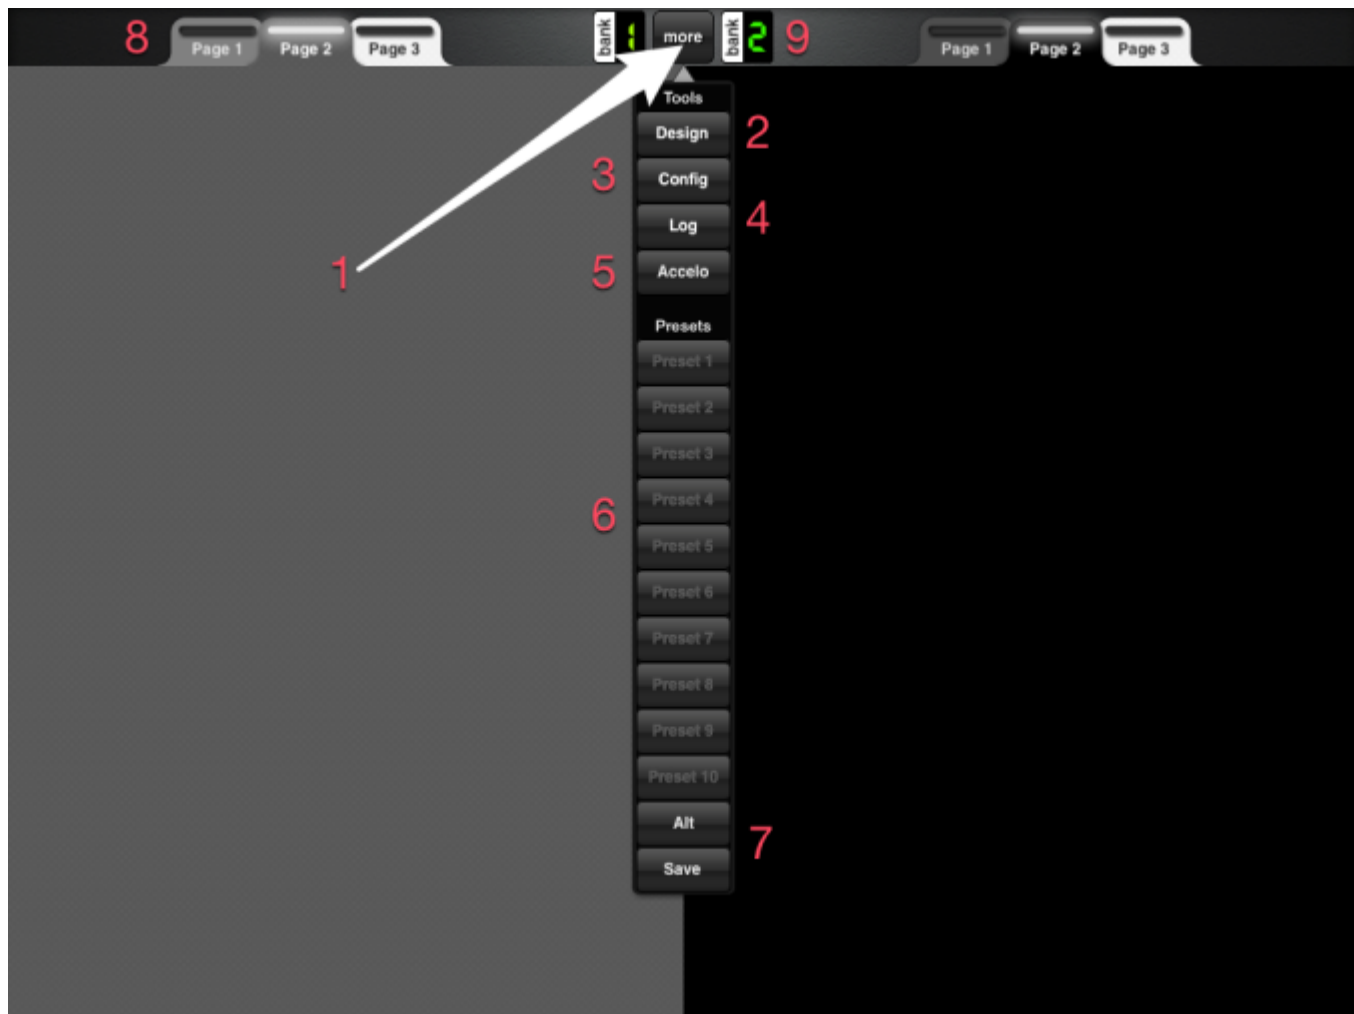 8 Page 1 Page 2 Page 3 bank 1 more bank 2 9 Page 1 Page 2 Page 3
Tools
Design 2
3 Config
Log 4
1 5 Accelo
Presets
Preset 1
Preset 2
Preset 3
Preset 4
6
Preset 5
Preset 6
Preset 7
Preset 8
Preset 9
Preset 10
Alt
7
Save